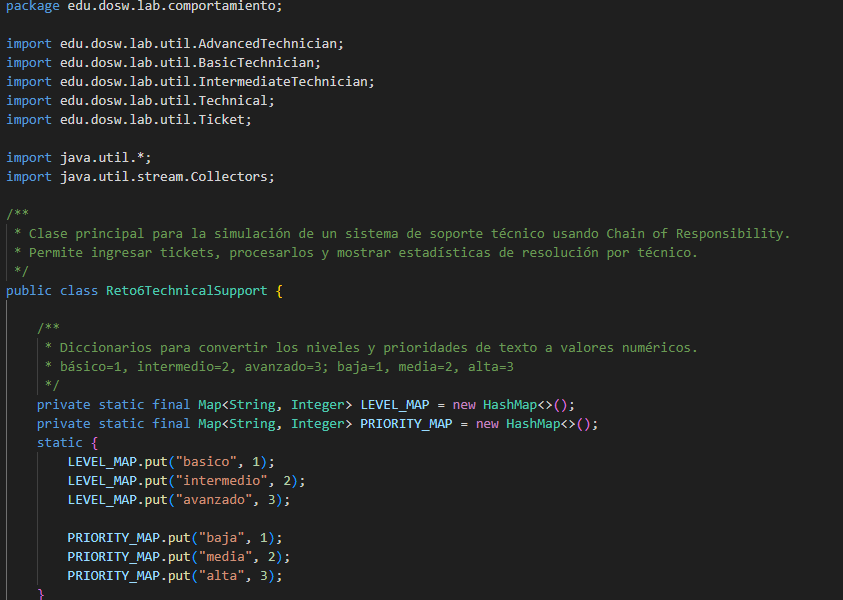 package edu.dosw.lab.comportamiento;
import edu.dosw.lab.util.AdvancedTechnician;
import edu.dosw.lab.util.BasicTechnician;
import edu.dosw.lab.util.IntermediateTechnician;
import edu.dosw.lab.util.Technical;
import edu.dosw.lab.util.Ticket;
import java.util.*;
import java.util.stream.Collectors;
/**
 * Clase principal para la simulación de un sistema de soporte técnico usando Chain of Responsibility.
 * Permite ingresar tickets, procesarlos y mostrar estadísticas de resolución por técnico.
 */
public class Reto6TechnicalSupport {
    /**
     * Diccionarios para convertir los niveles y prioridades de texto a valores numéricos.
     * básico=1, intermedio=2, avanzado=3; baja=1, media=2, alta=3
     */
    private static final Map<String, Integer> LEVEL_MAP = new HashMap<>();
    private static final Map<String, Integer> PRIORITY_MAP = new HashMap<>();
    static {
        LEVEL_MAP.put("basico", 1);
        LEVEL_MAP.put("intermedio", 2);
        LEVEL_MAP.put("avanzado", 3);
        PRIORITY_MAP.put("baja", 1);
        PRIORITY_MAP.put("media", 2);
        PRIORITY_MAP.put("alta", 3);
    }